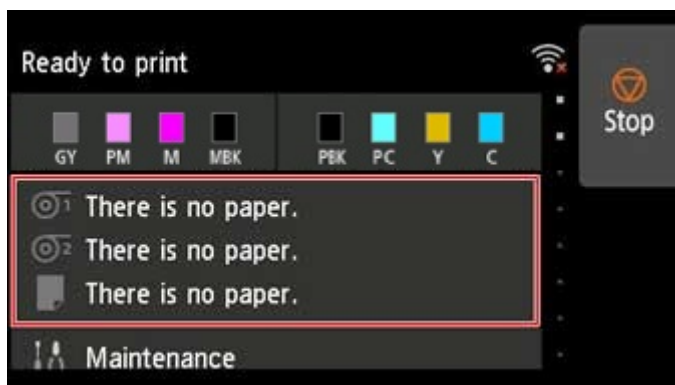 Ready to print
Stop
GY PM M MBK PBK PC Y C
1 There is no paper.
2 There is no paper.
There is no paper.
Maintenance